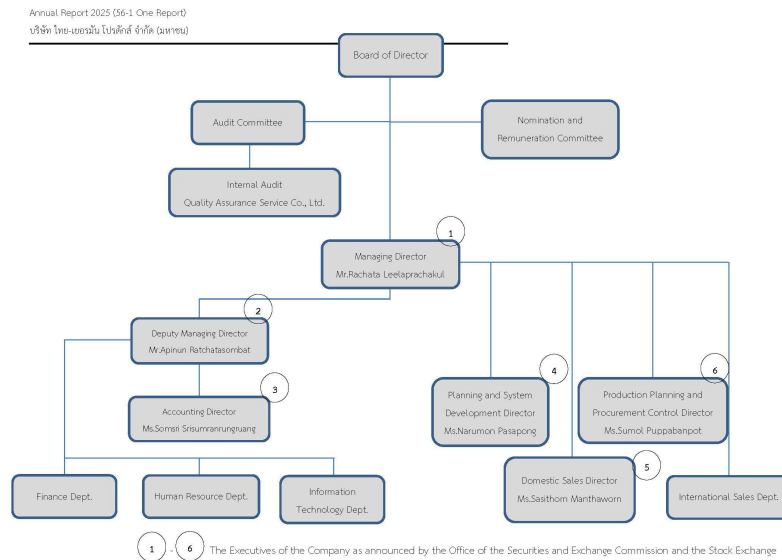 Annual Report 2025 (56-1 One Report)
บริษัท ไทย-เยอรมัน โปรดักส์ จำกัด (มหาชน)
Board of Director
Audit Committee
Nomination and
Remuneration Committee
Internal Audit
Quality Assurance Service Co., Ltd.
1
Managing Director
Mr.Rachata Leelaprachakul
2
Deputy Managing Director
Mr.Apinun Ratchatasombat
3
Accounting Director
Ms.Somsri Srisumranrungruang
4
Planning and System
Development Director
Ms.Narumon Pasapong
6
Production Planning and
Procurement Control Director
Ms.Sumol Puppabanpot
5
Domestic Sales Director
Ms.Sasithorn Manthaworn
Finance Dept.
Human Resource Dept.
Information
Technology Dept.
International Sales Dept.
1 - 6 The Executives of the Company as announced by the Office of the Securities and Exchange Commission and the Stock Exchange